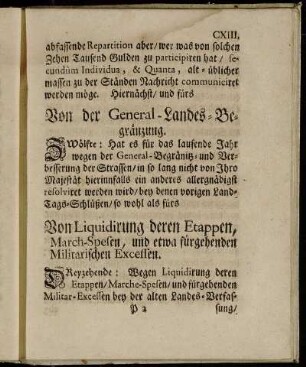 CXIII.
abfassende Repartition aber/ wer was von solchen
Zehen Tausend Gulden zu participiren hat / se-
cundùm Individua, & Quanta, alt-üblicher
massen zu der Ständen Nachricht communiciret
werden möge. Hiernächst/ und fürs
Von der General-Landes-Be-
gränzung.
ZWölfte: Hat es für das laufende Jahr
wegen der General-Begränitz- und Ver-
besserung der Strassen/ in so lang nicht von Ihro
Majestät hierinnfalls ein anderes allergnädigst
resolviret werden wird/ bey denen vorigen Land-
Tags-Schlüssen/ so wohl als fürs
Von Liquidirung deren Etappen,
March-Spesen, und etwa fürgehenden
Militarischen Excessen.
DReyzehende: Wegen Liquidirung deren
Etappen/ Marche-Spesen/ und fürgehenden
Militar-Excessen bey der alten Landes-Verfas-
P 2 sung/